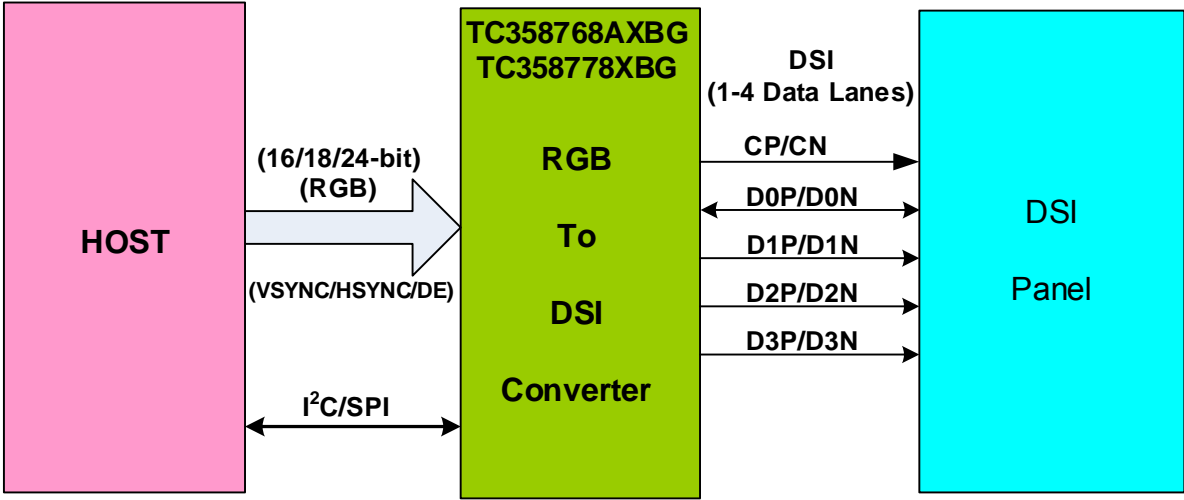 HOST
(16/18/24-bit)
(RGB)
(VSYNC/HSYNC/DE)
I²C/SPI
TC358768AXBG
TC358778XBG
RGB
To
DSI
Converter
DSI
(1-4 Data Lanes)
CP/CN
D0P/D0N
D1P/D1N
D2P/D2N
D3P/D3N
DSI
Panel